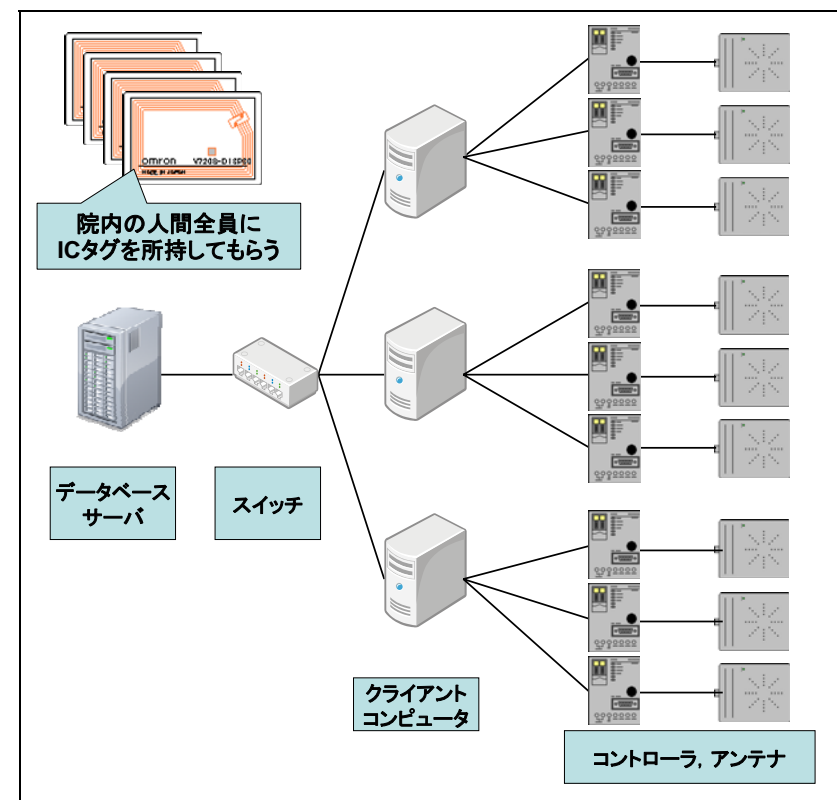 omron V720S-D13P00
MADE IN JAPAN
院内の人間全員に
ICタグを所持してもらう
データベース
サーバ
スイッチ
クライアント
コンピュータ
コントローラ, アンテナ